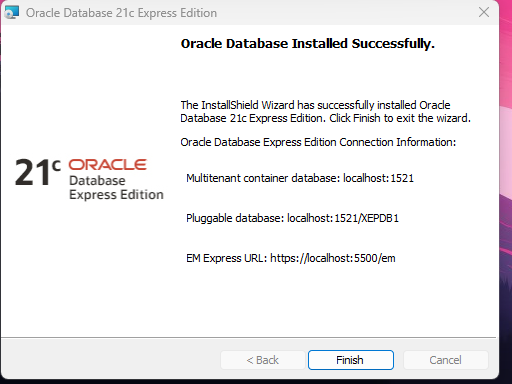 Oracle Database 21c Express Edition
Oracle Database Installed Successfully.
The InstallShield Wizard has successfully installed Oracle
Database 21c Express Edition. Click Finish to exit the wizard.
Oracle Database Express Edition Connection Information:
Multitenant container database: localhost:1521
Pluggable database: localhost:1521/XEPDB1
EM Express URL: https://localhost:5500/em
21c ORACLE
Database
Express Edition
< Back
Finish
Cancel